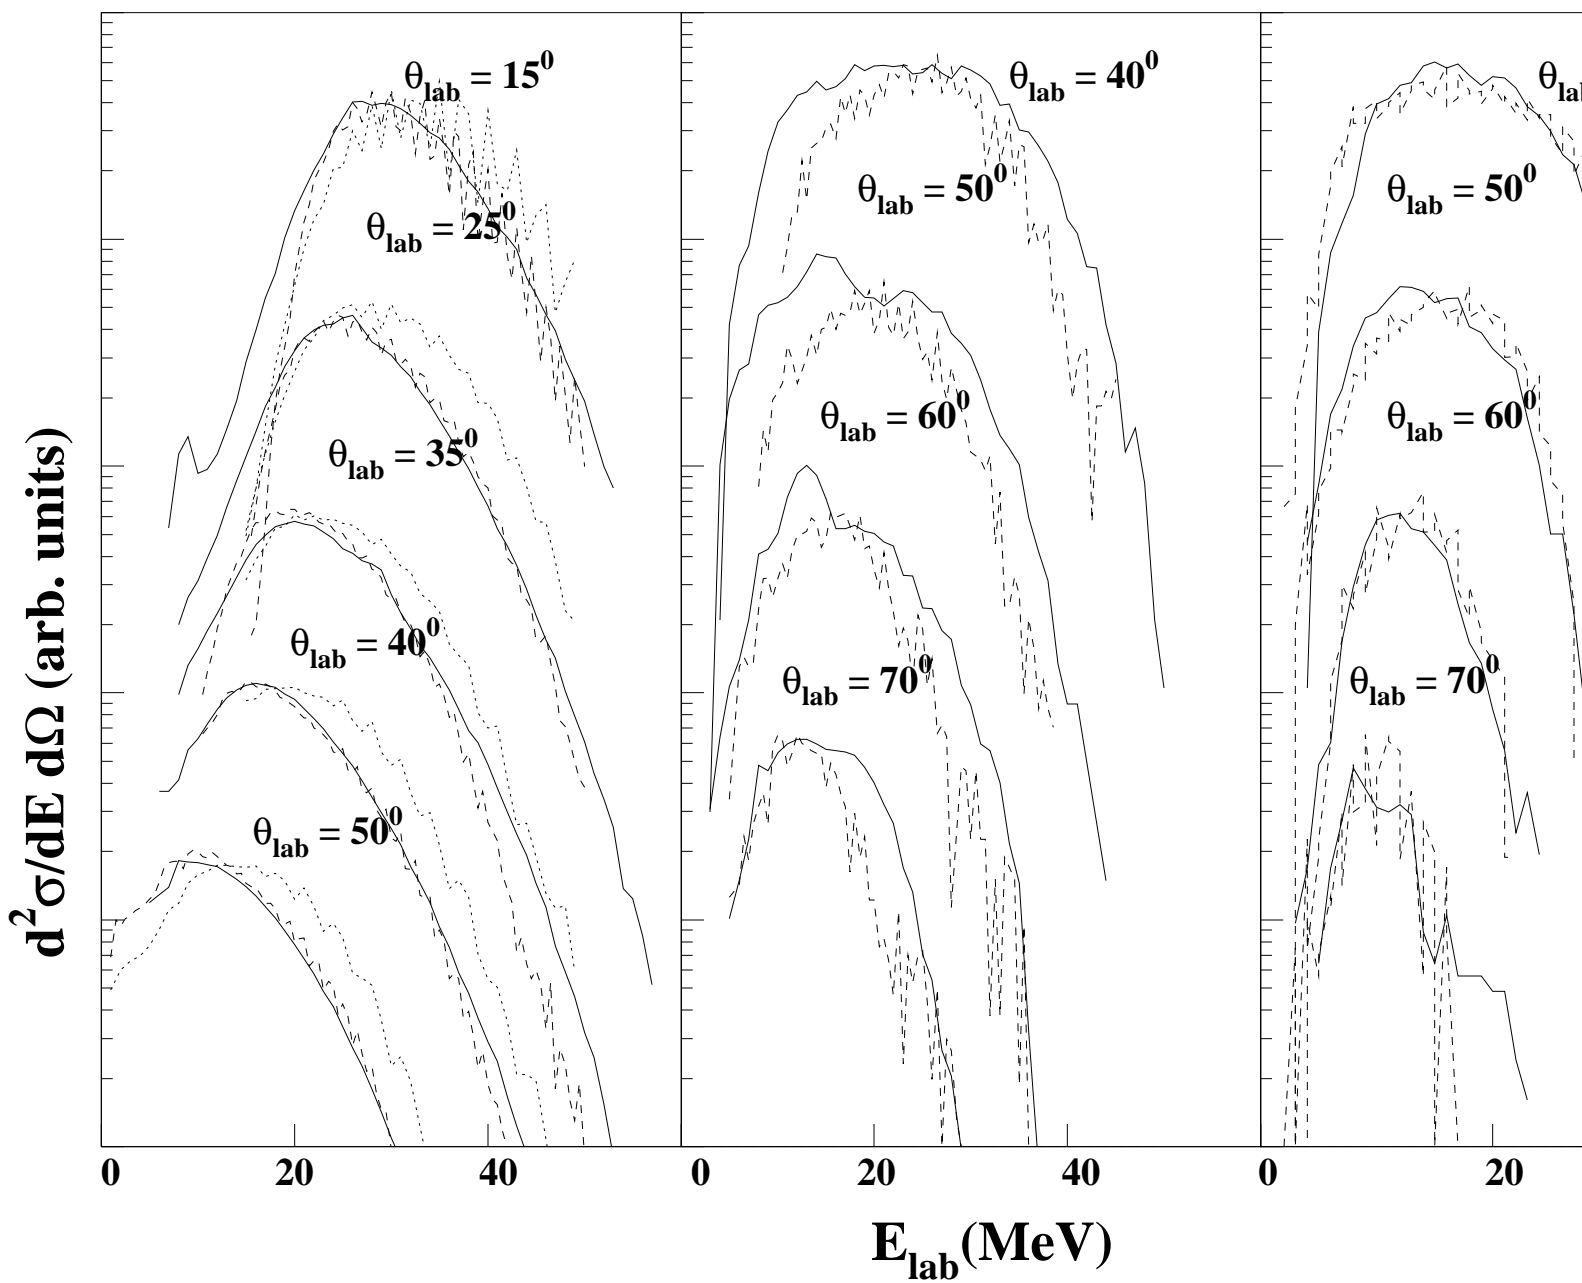 θlab = 15⁰
θlab = 25⁰
θlab = 35⁰
θlab = 40⁰
θlab = 50⁰
θlab = 40⁰
θlab = 50⁰
θlab = 60⁰
θlab = 70⁰
θlab = 50⁰
θlab = 60⁰
θlab = 70⁰
d²σ/dE dΩ (arb. units)
0 20 40 0 20 40 0 20
Elab(MeV)